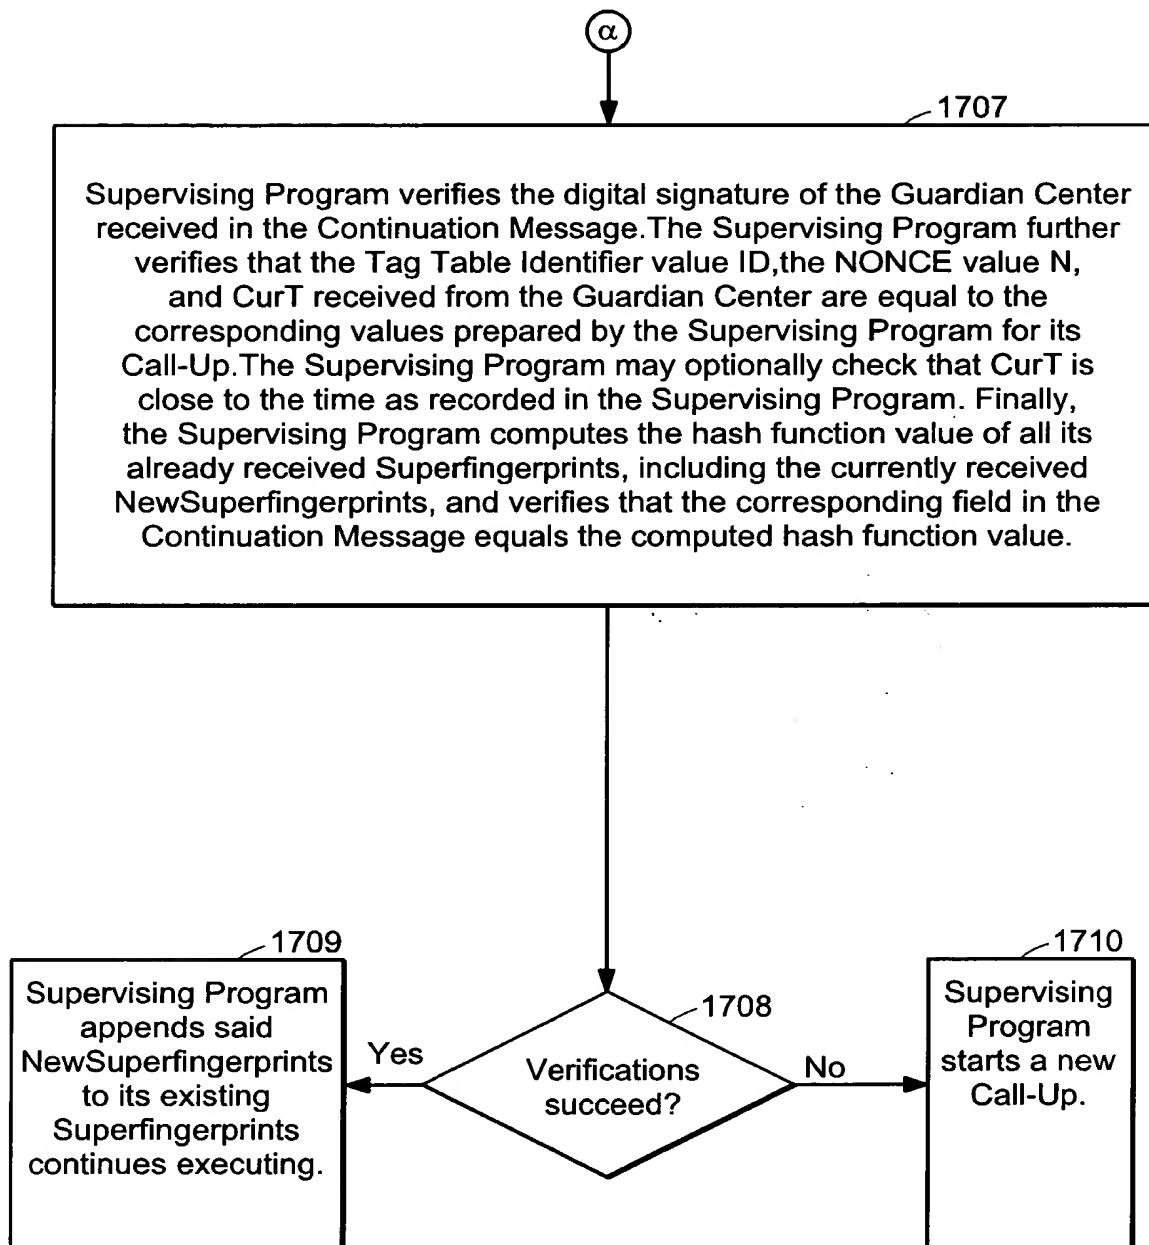 α
1707
Supervising Program verifies the digital signature of the Guardian Center
received in the Continuation Message.The Supervising Program further
verifies that the Tag Table Identifier value ID,the NONCE value N,
and CurT received from the Guardian Center are equal to the
corresponding values prepared by the Supervising Program for its
Call-Up.The Supervising Program may optionally check that CurT is
close to the time as recorded in the Supervising Program. Finally,
the Supervising Program computes the hash function value of all its
already received Superfingerprints, including the currently received
NewSuperfingerprints, and verifies that the corresponding field in the
Continuation Message equals the computed hash function value.
1709
Supervising Program
appends said
NewSuperfingerprints
to its existing
Superfingerprints
continues executing.
Yes
1708
Verifications
succeed?
No
1710
Supervising
Program
starts a new
Call-Up.